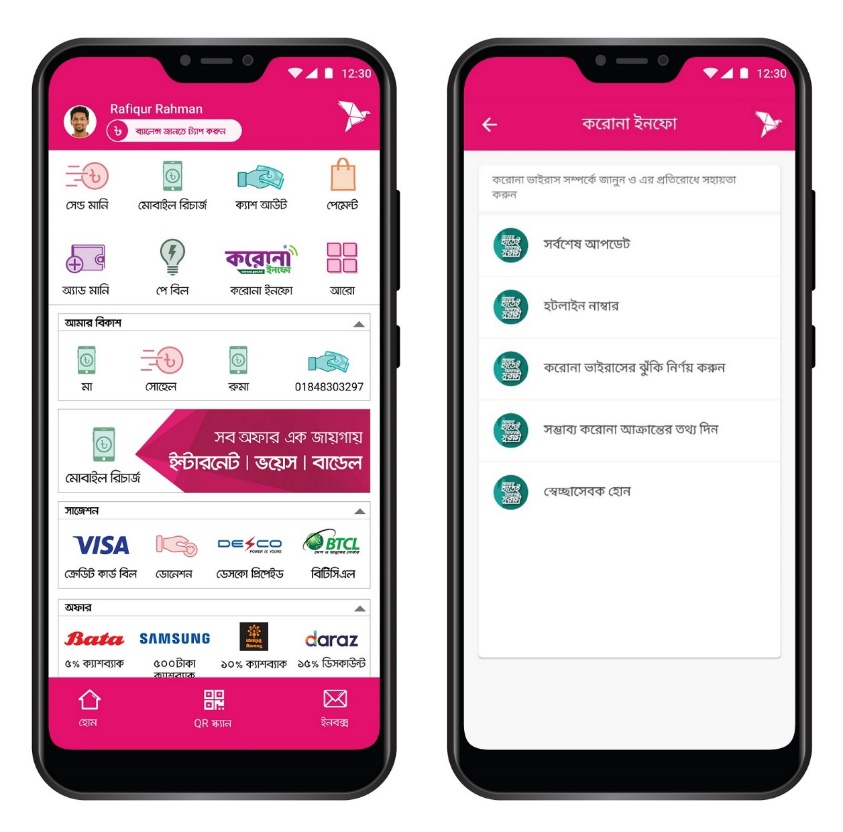 12:30
Rafiqur Rahman
৳ ব্যালেন্স জানতে ট্যাপ করুন
সেন্ড মানি
মোবাইল রিচার্জ
ক্যাশ আউট
পেমেন্ট
করোনা
ইনফো
অ্যাড মানি
পে বিল
করোনা ইনফো
আরো
আমার বিকাশ
মা
সোহেল
রুমা
01848303297
সব অফার এক জায়গায়
ইন্টারনেট | ভয়েস | বান্ডেল
মোবাইল রিচার্জ
সাজেশন
VISA
DESCO
POWER IS YOURS
BTCL
ক্রেডিট কার্ড বিল
ডোনেশন
ডেসকো প্রিপেইড
বিটিসিএল
অফার
Bata
SAMSUNG
daraz
৫% ক্যাশব্যাক
৫০০টাকা
ক্যাশব্যাক
১০% ক্যাশব্যাক
১৫% ডিসকাউন্ট
হোম
QR স্ক্যান
ইনবক্স
12:30
করোনা ইনফো
করোনা ভাইরাস সম্পর্কে জানুন ও এর প্রতিরোধে সহায়তা
করুন
সর্বশেষ আপডেট
হটলাইন নাম্বার
করোনা ভাইরাসের ঝুঁকি নির্ণয় করুন
সম্ভাব্য করোনা আক্রান্তের তথ্য দিন
স্বেচ্ছাসেবক হোন